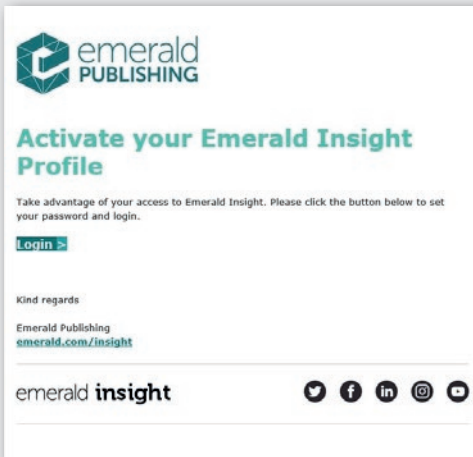 emerald
PUBLISHING
Activate your Emerald Insight
Profile
Take advantage of your access to Emerald Insight. Please click the button below to set
your password and login.
Login >
Kind regards
Emerald Publishing
emerald.com/insight
emerald insight